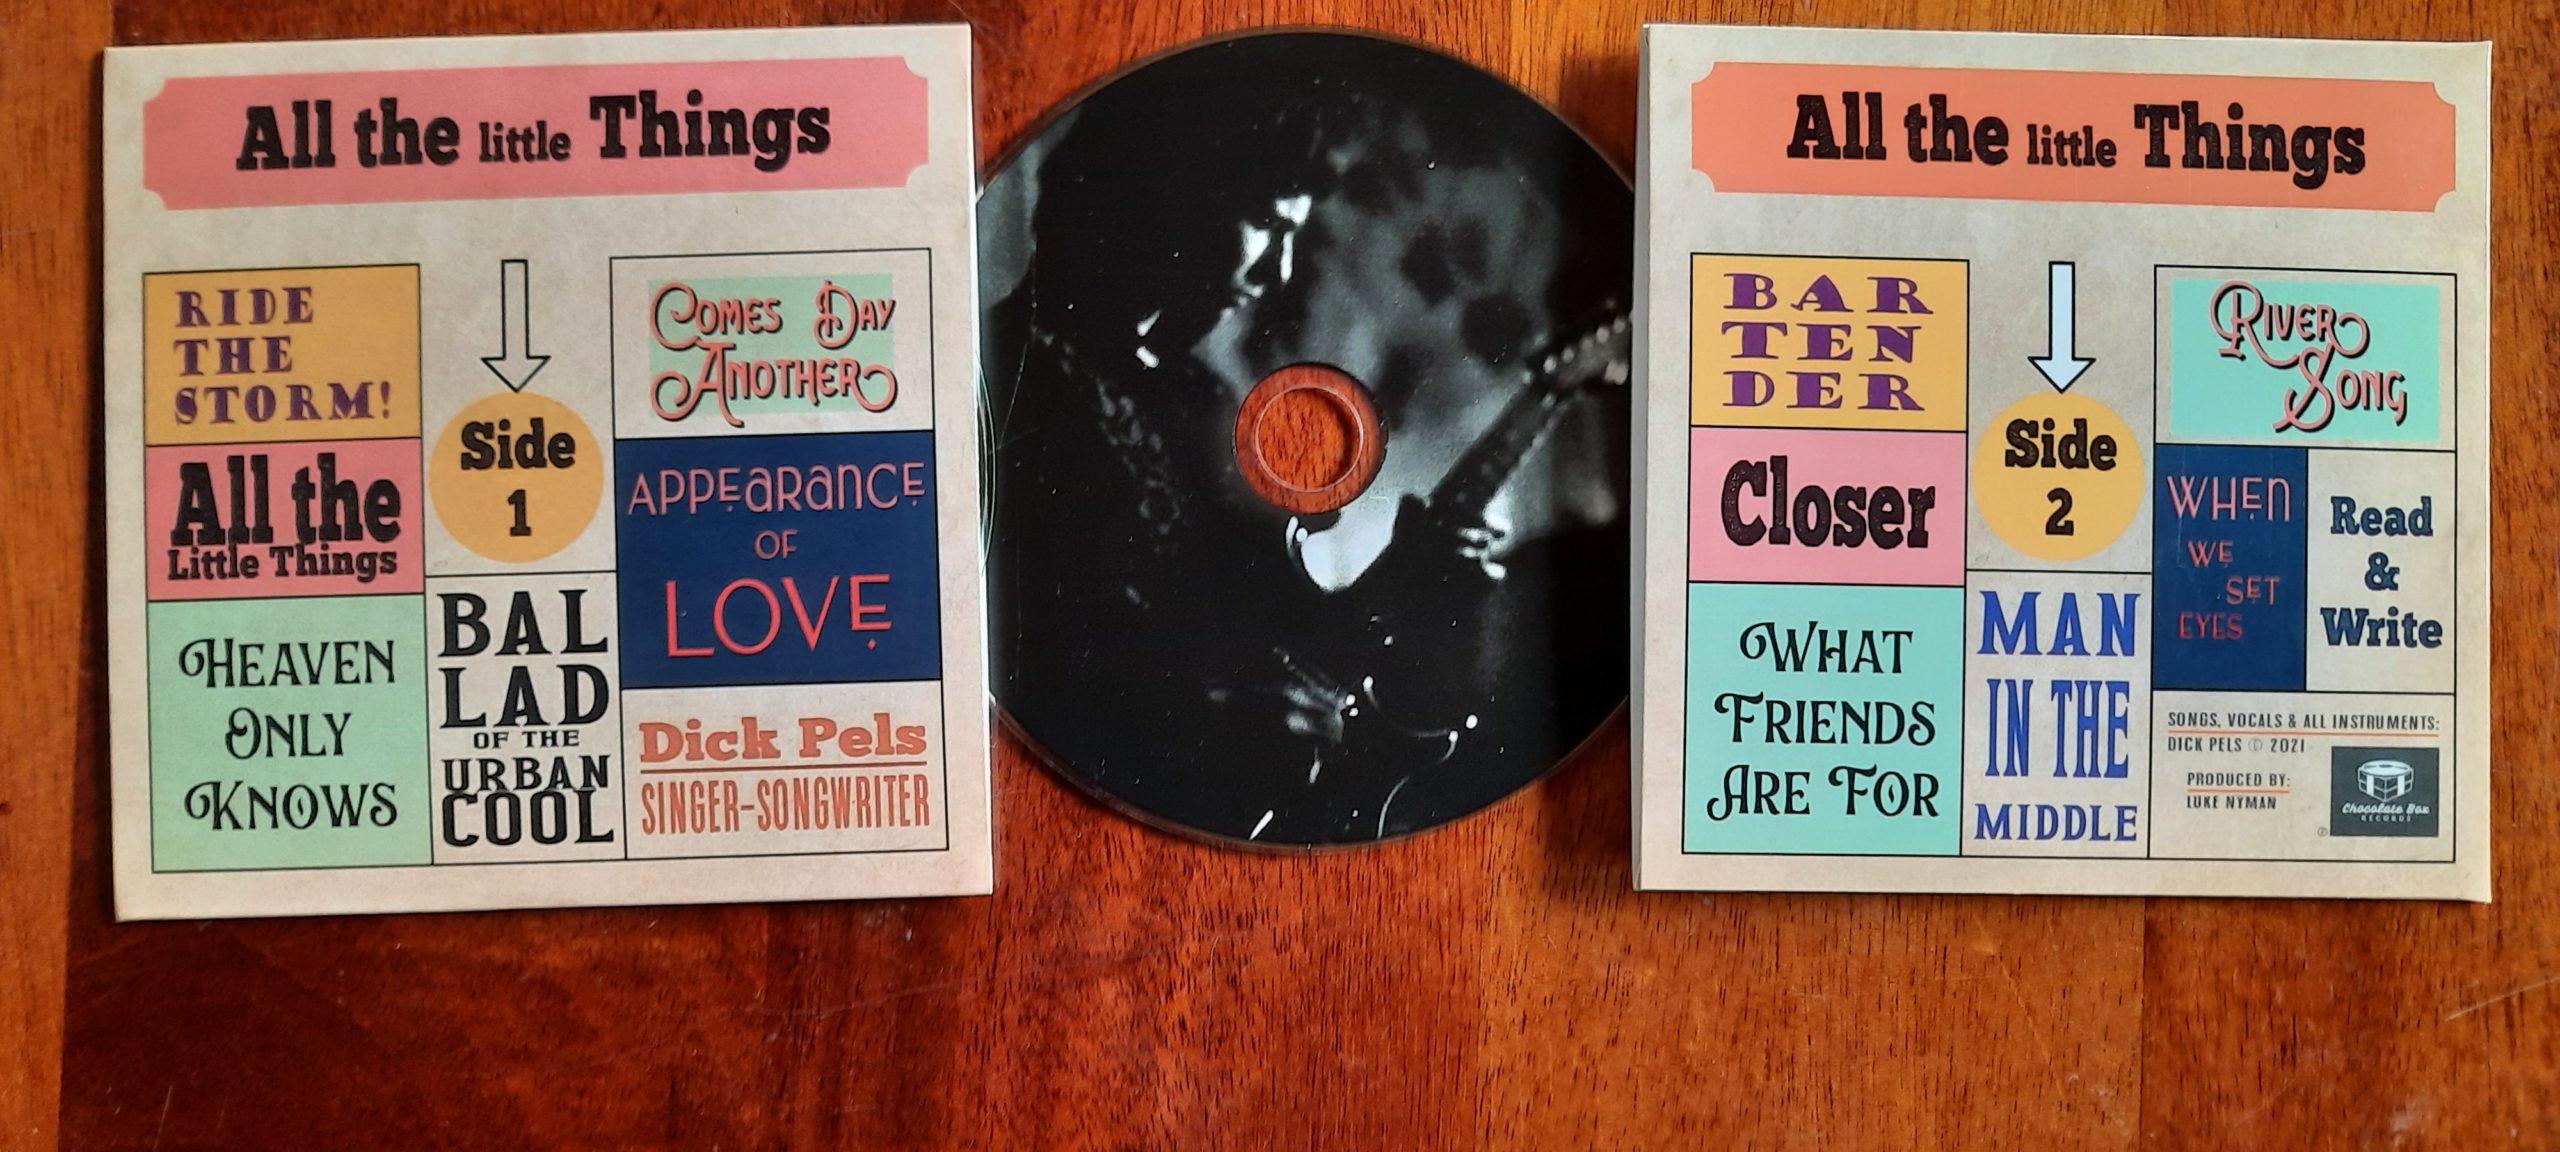 All the little Things
RIDE
THE
STORM!
All the
Little Things
HEAVEN
ONLY
KNOWS
Side
1
BAL
LAD
OF THE
URBAN
COOL
COMES DAY
ANOTHER
APPEARANCE
OF
LOVE
Dick Pels
SINGER-SONGWRITER
All the little Things
BAR
TEN
DER
Closer
WHAT
FRIENDS
ARE FOR
Side
2
MAN
IN THE
MIDDLE
RIVER
SONG
WHEN
WE
SET
EYES
Read
&
Write
SONGS, VOCALS & ALL INSTRUMENTS:
DICK PELS © 2021
PRODUCED BY:
LUKE NYMAN
Chocolate Box
RECORDS
℗